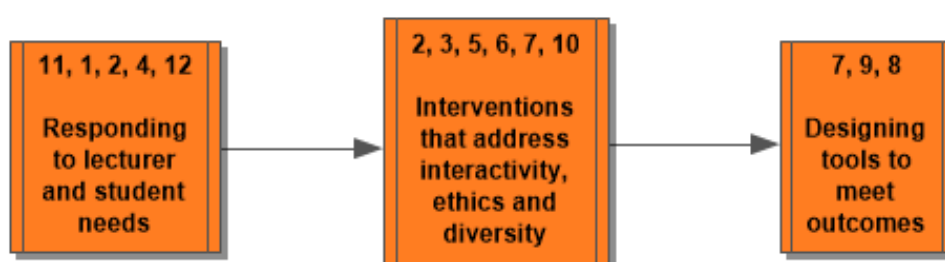 11, 1, 2, 4, 12
Responding
to lecturer
and student
needs
2, 3, 5, 6, 7, 10
Interventions
that address
interactivity,
ethics and
diversity
7, 9, 8
Designing
tools to
meet
outcomes